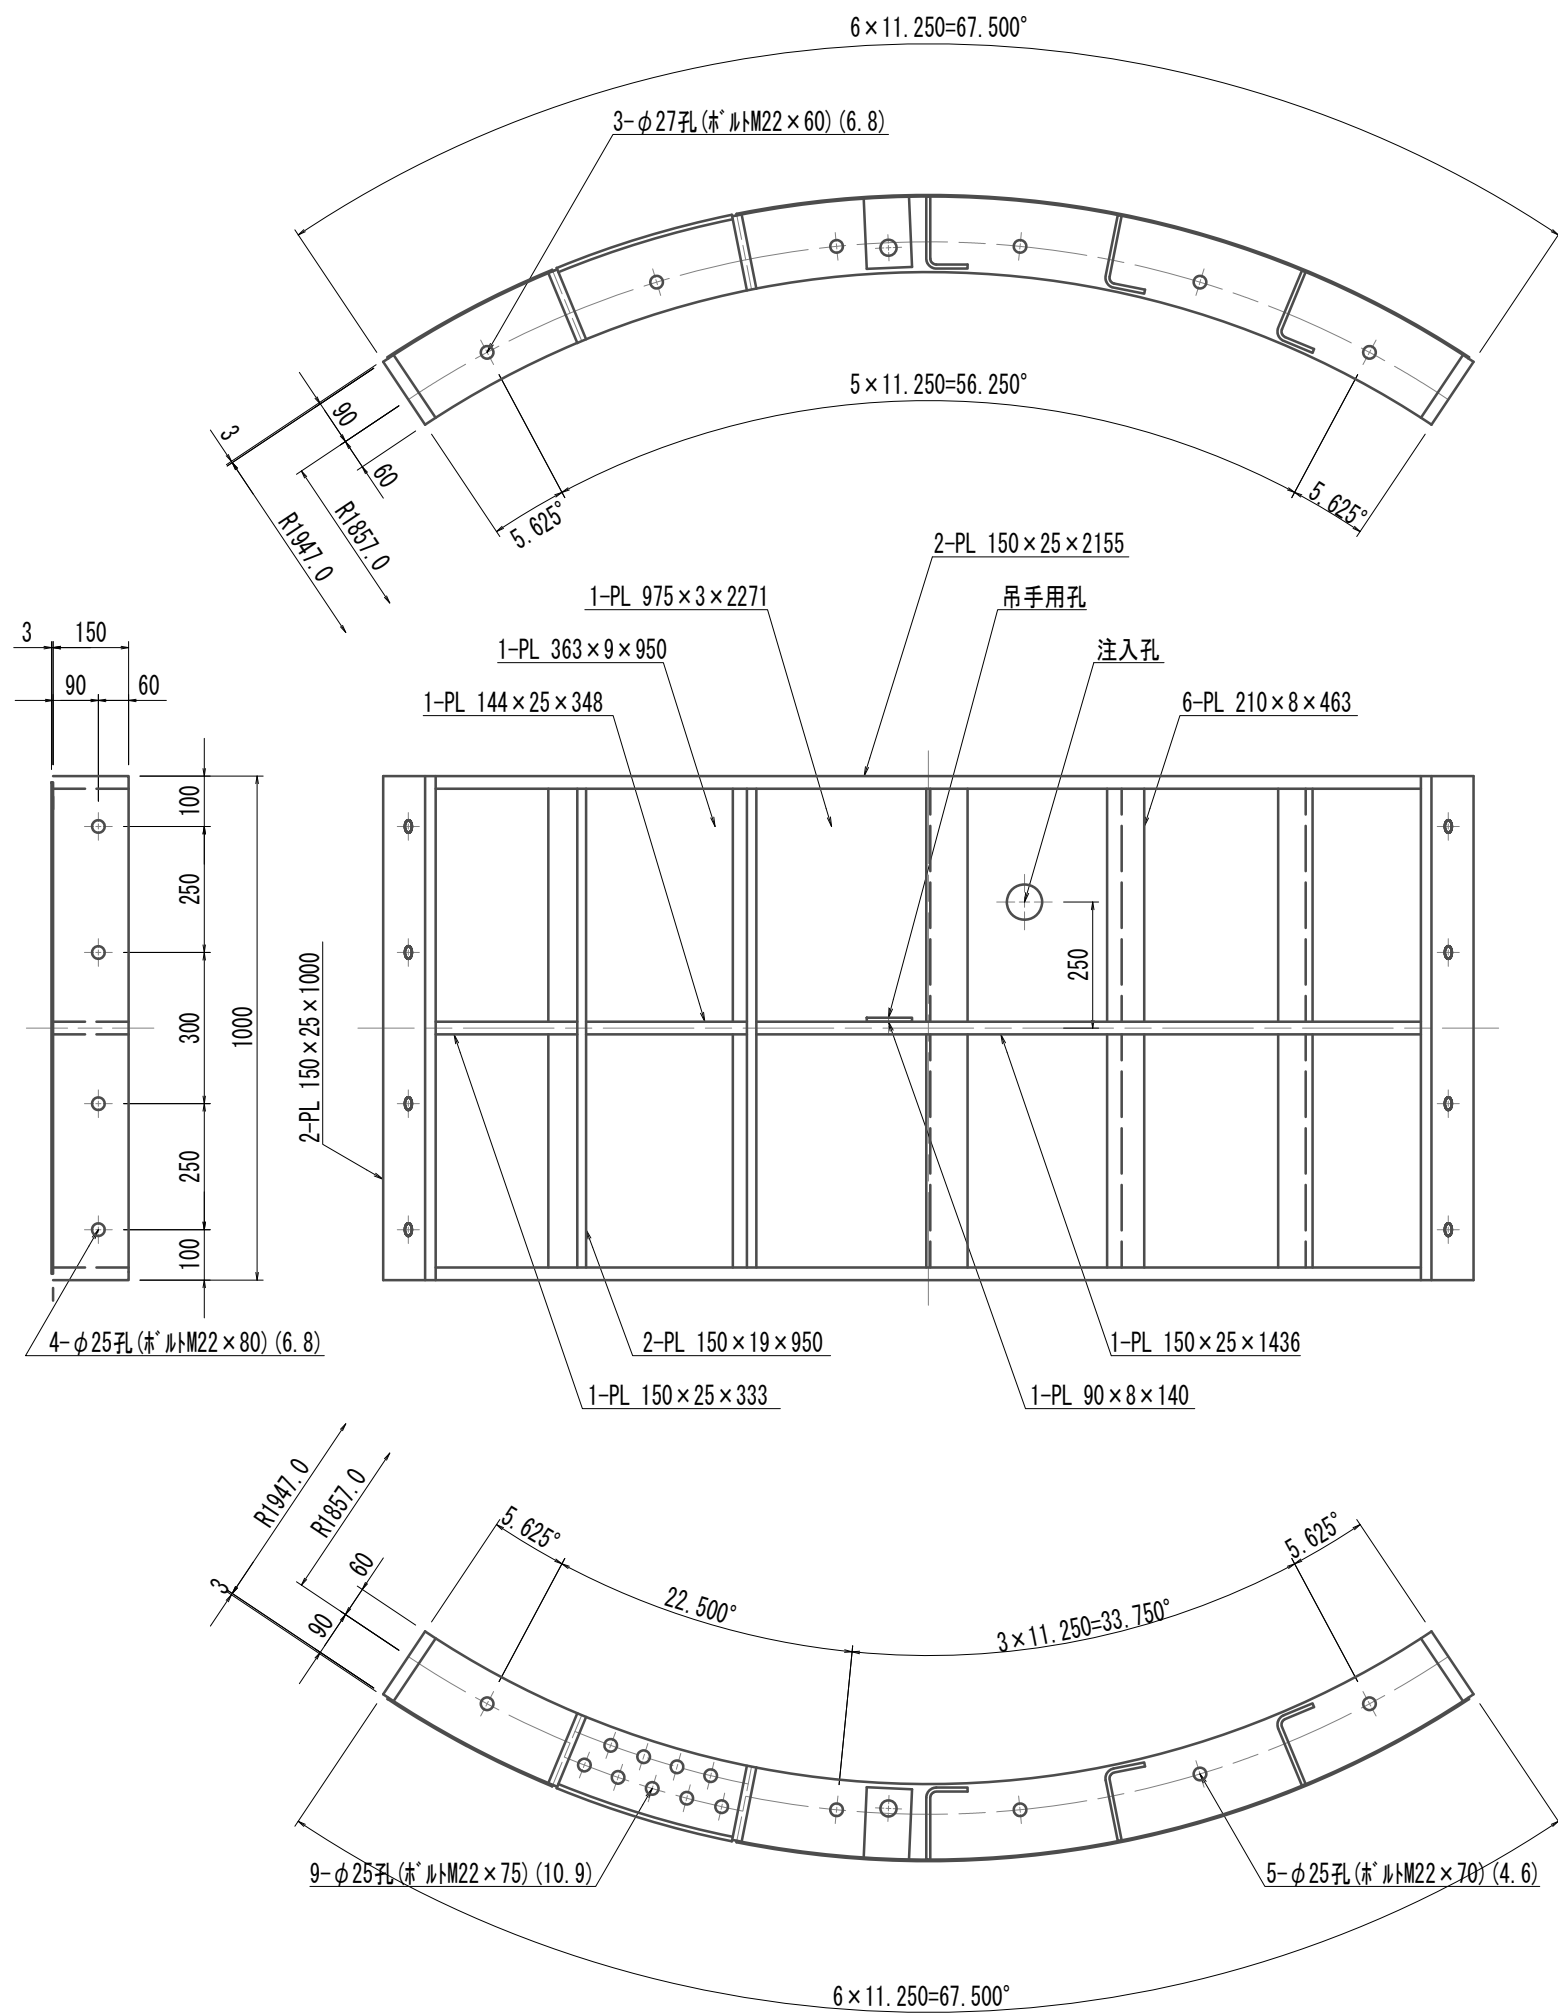 6×11.250=67.500°
3-φ27孔(ボルトM22×60)(6.8)
5×11.250=56.250°
3
90
60
R1947.0
R1857.0
5.625°
5.625°
2-PL 150×25×2155
1-PL 975×3×2271
吊手用孔
1-PL 363×9×950
注入孔
1-PL 144×25×348
6-PL 210×8×463
3
150
90
60
100
250
300
250
100
1000
2-PL 150×25×1000
250
4-φ25孔(ボルトM22×80)(6.8)
2-PL 150×19×950
1-PL 150×25×1436
1-PL 150×25×333
1-PL 90×8×140
R1947.0
R1857.0
3
90
60
5.625°
22.500°
3×11.250=33.750°
5.625°
9-φ25孔(ボルトM22×75)(10.9)
5-φ25孔(ボルトM22×70)(4.6)
6×11.250=67.500°